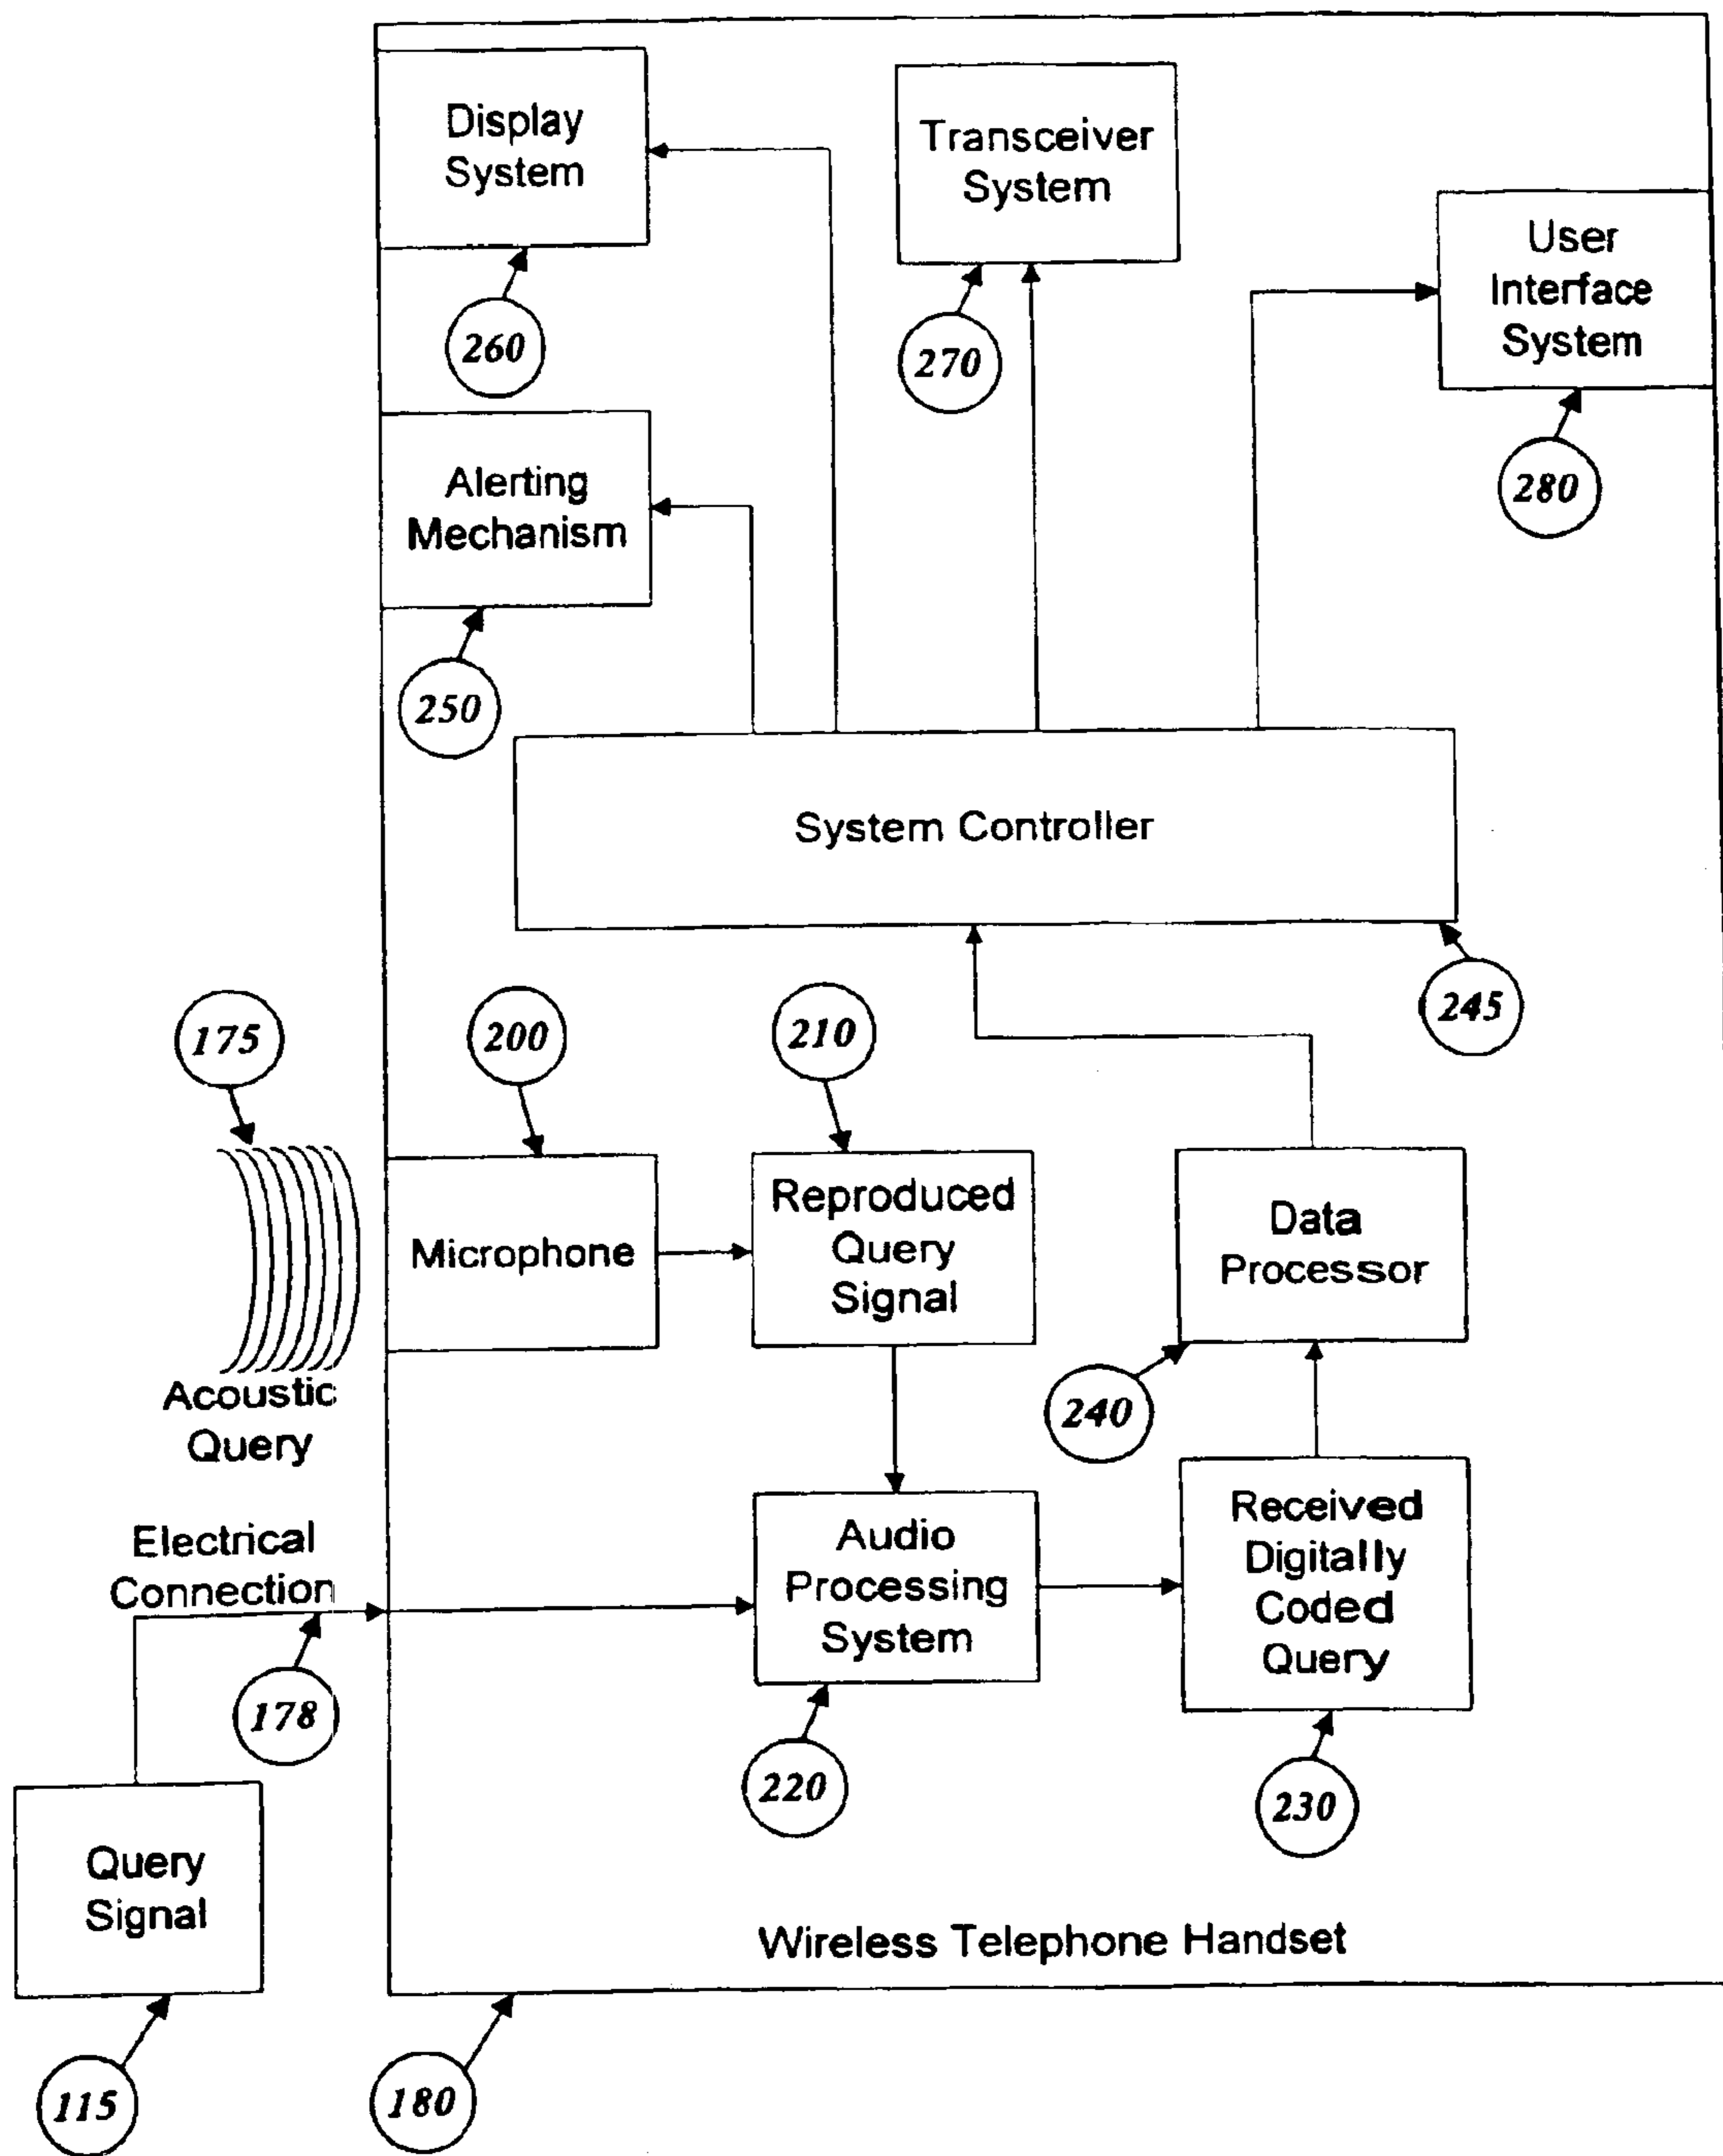 Display
System
Transceiver
System
User
Interface
System
260
270
280
Alerting
Mechanism
250
System Controller
245
175
200
210
Microphone
Reproduced
Query
Signal
Data
Processor
Acoustic
Query
240
Electrical
Connection
Audio
Processing
System
Received
Digitally
Coded
Query
178
220
230
Query
Signal
Wireless Telephone Handset
115
180